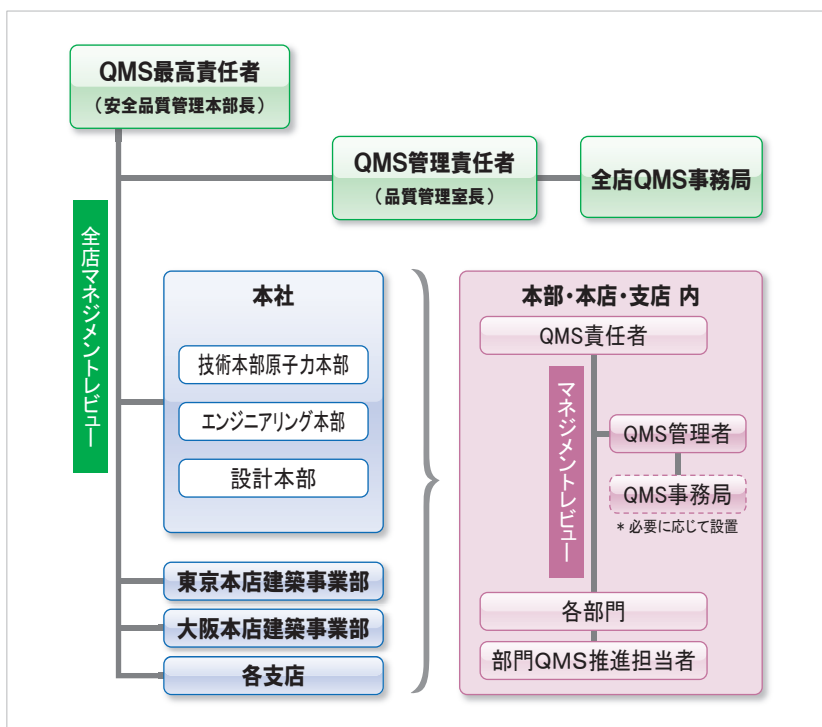 QMS最高責任者
（安全品質管理本部長）
QMS管理責任者
（品質管理室長）
全店QMS事務局
全店マネジメントレビュー
本社
技術本部原子力本部
エンジニアリング本部
設計本部
東京本店建築事業部
大阪本店建築事業部
各支店
本部・本店・支店 内
QMS責任者
マネジメントレビュー
QMS管理者
QMS事務局
* 必要に応じて設置
各部門
部門QMS推進担当者